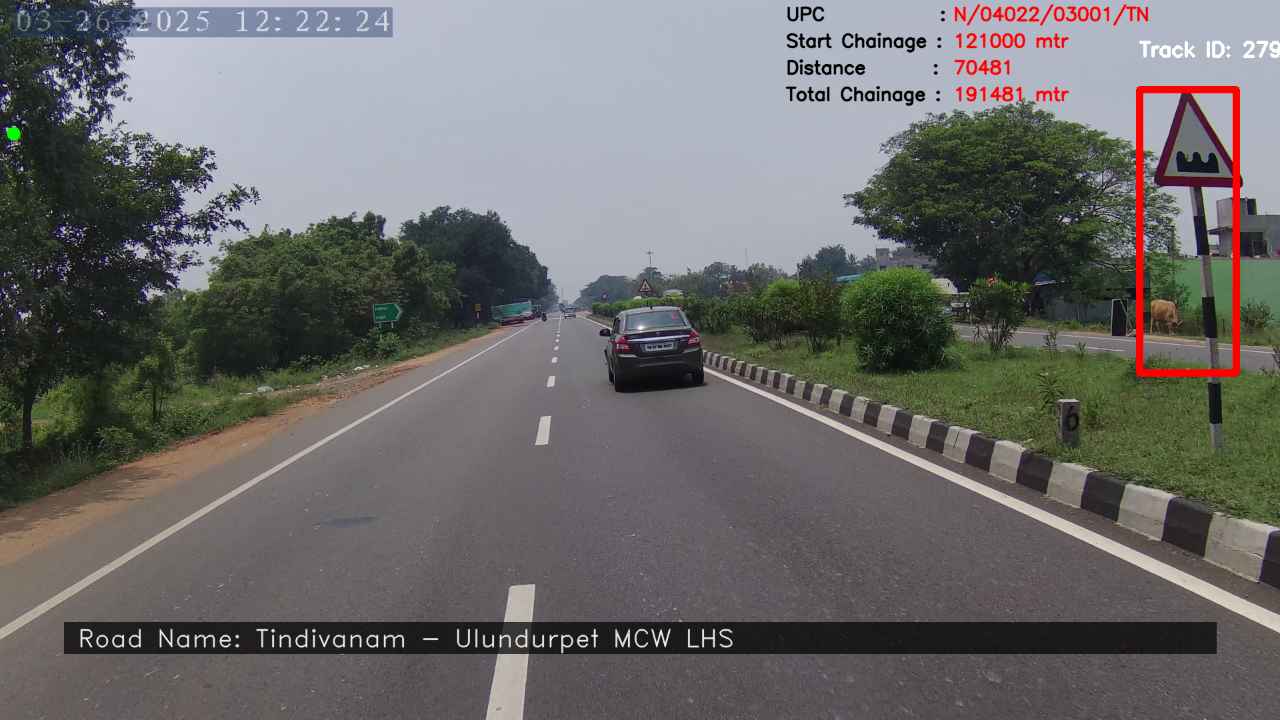 03-26-2025 12:22:24
UPC : N/04022/03001/TN
Start Chainage : 121000 mtr
Distance : 70481
Total Chainage : 191481 mtr
Track ID: 279
6
Road Name: Tindivanam - Ulundurpet MCW LHS